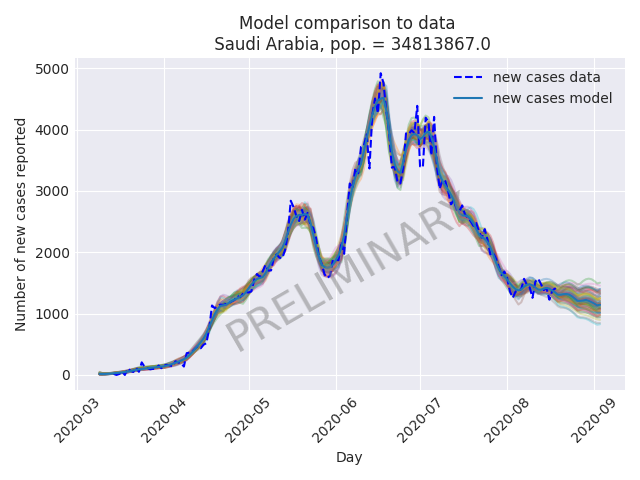 Model comparison to data
Saudi Arabia, pop. = 34813867.0
new cases data
new cases model
Number of new cases reported
5000
4000
3000
2000
1000
0
PRELIMINARY
2020-03
2020-04
2020-05
2020-06
2020-07
2020-08
2020-09
Day